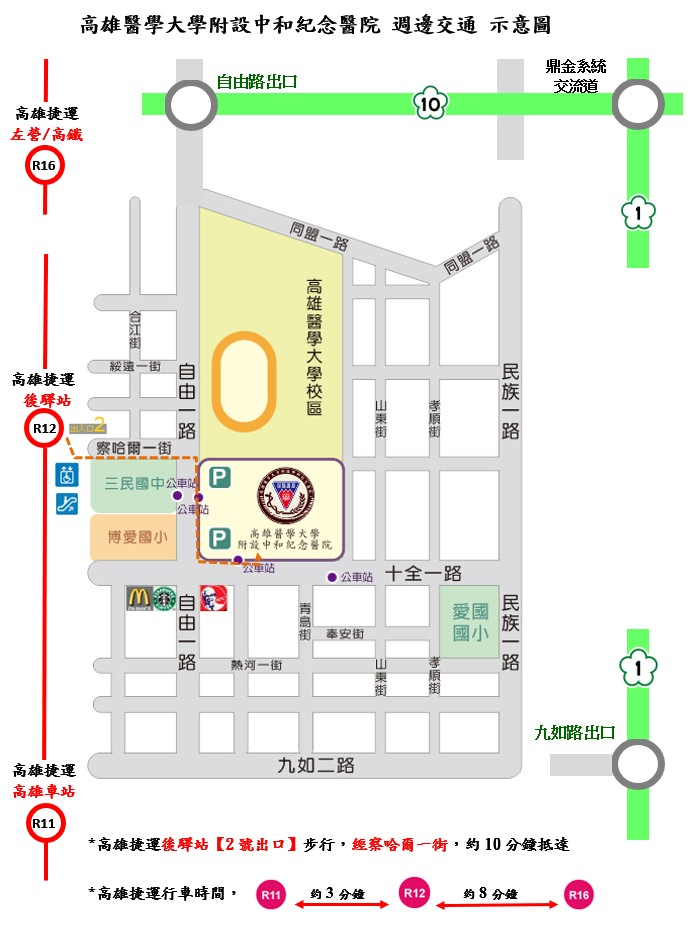 高雄醫學大學附設中和紀念醫院 週邊交通 示意圖
自由路出口
鼎金系統
交流道
10
高雄捷運
左營/高鐵
R16
1
同盟一路
同盟一路
高雄醫學大學校區
合江街
綏遠一街
自由一路
民族一路
高雄捷運
後驛站
R12
出入口2
山東街
孝順街
察哈爾一街
三民國中
公車站
公車站
P
P
高雄醫學大學
附設中和紀念醫院
博愛國小
公車站
公車站
十全一路
自由一路
青島街
奉安街
愛國
國小
民族一路
熱河一街
山東街
孝順街
1
九如路出口
九如二路
高雄捷運
高雄車站
R11
*高雄捷運後驛站【2號出口】步行，經察哈爾一街，約10分鐘抵達
*高雄捷運行車時間， R11 約3分鐘 R12 約8分鐘 R16